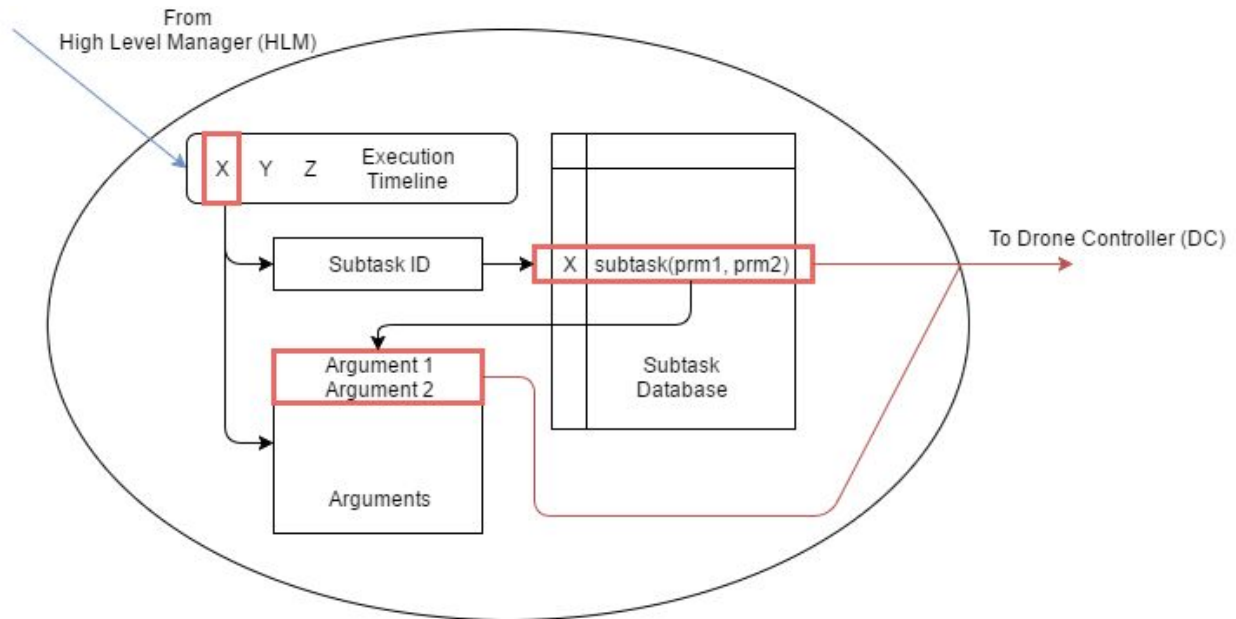 From
High Level Manager (HLM)
X Y Z Execution
Timeline
To Drone Controller (DC)
Subtask ID
X subtask(prm1, prm2)
Argument 1
Argument 2
Subtask
Database
Arguments